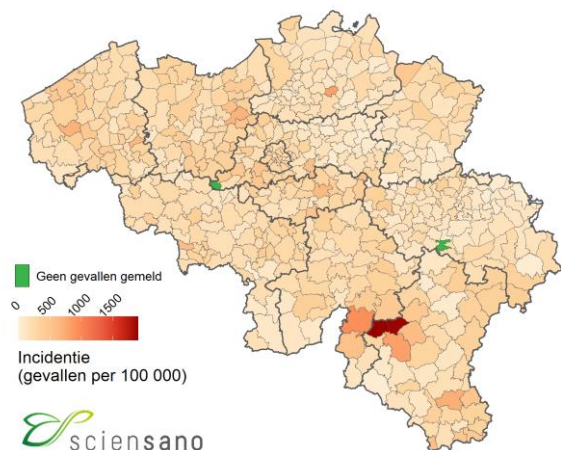 Geen gevallen gemeld
0 500 1000 1500
Incidentie
(gevallen per 100 000)
sciensano